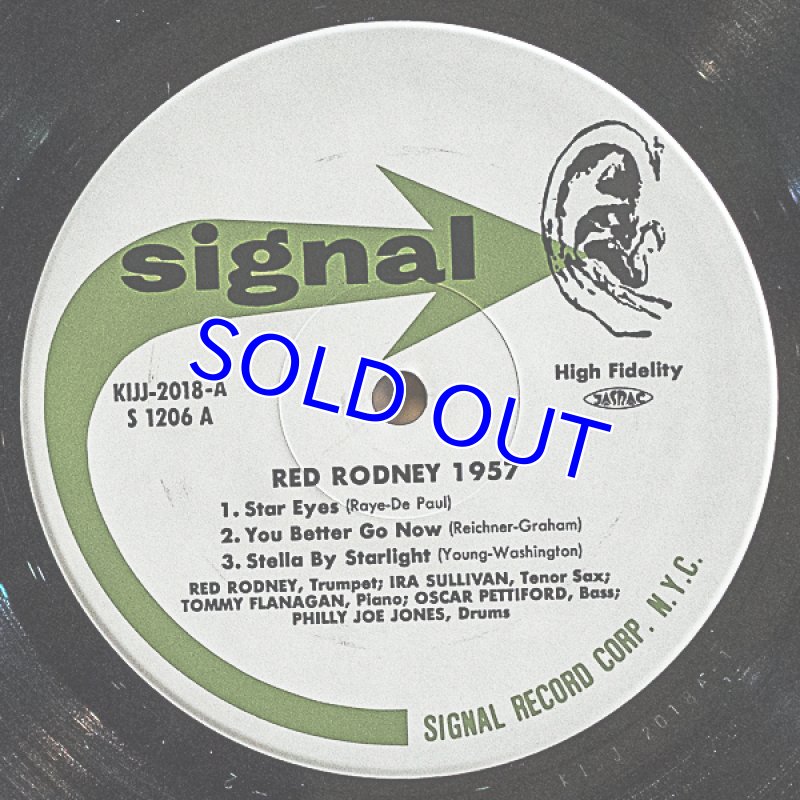 signal
High Fidelity
JASRAC
KIJJ-2018-A
S 1206 A
SOLD OUT
RED RODNEY 1957
1. Star Eyes (Raye-De Paul)
2. You Better Go Now (Reichner-Graham)
3. Stella By Starlight (Young-Washington)
RED RODNEY, Trumpet; IRA SULLIVAN, Tenor Sax;
TOMMY FLANAGAN, Piano; OSCAR PETTIFORD, Bass;
PHILLY JOE JONES, Drums
SIGNAL RECORD CORP. N.Y.C.